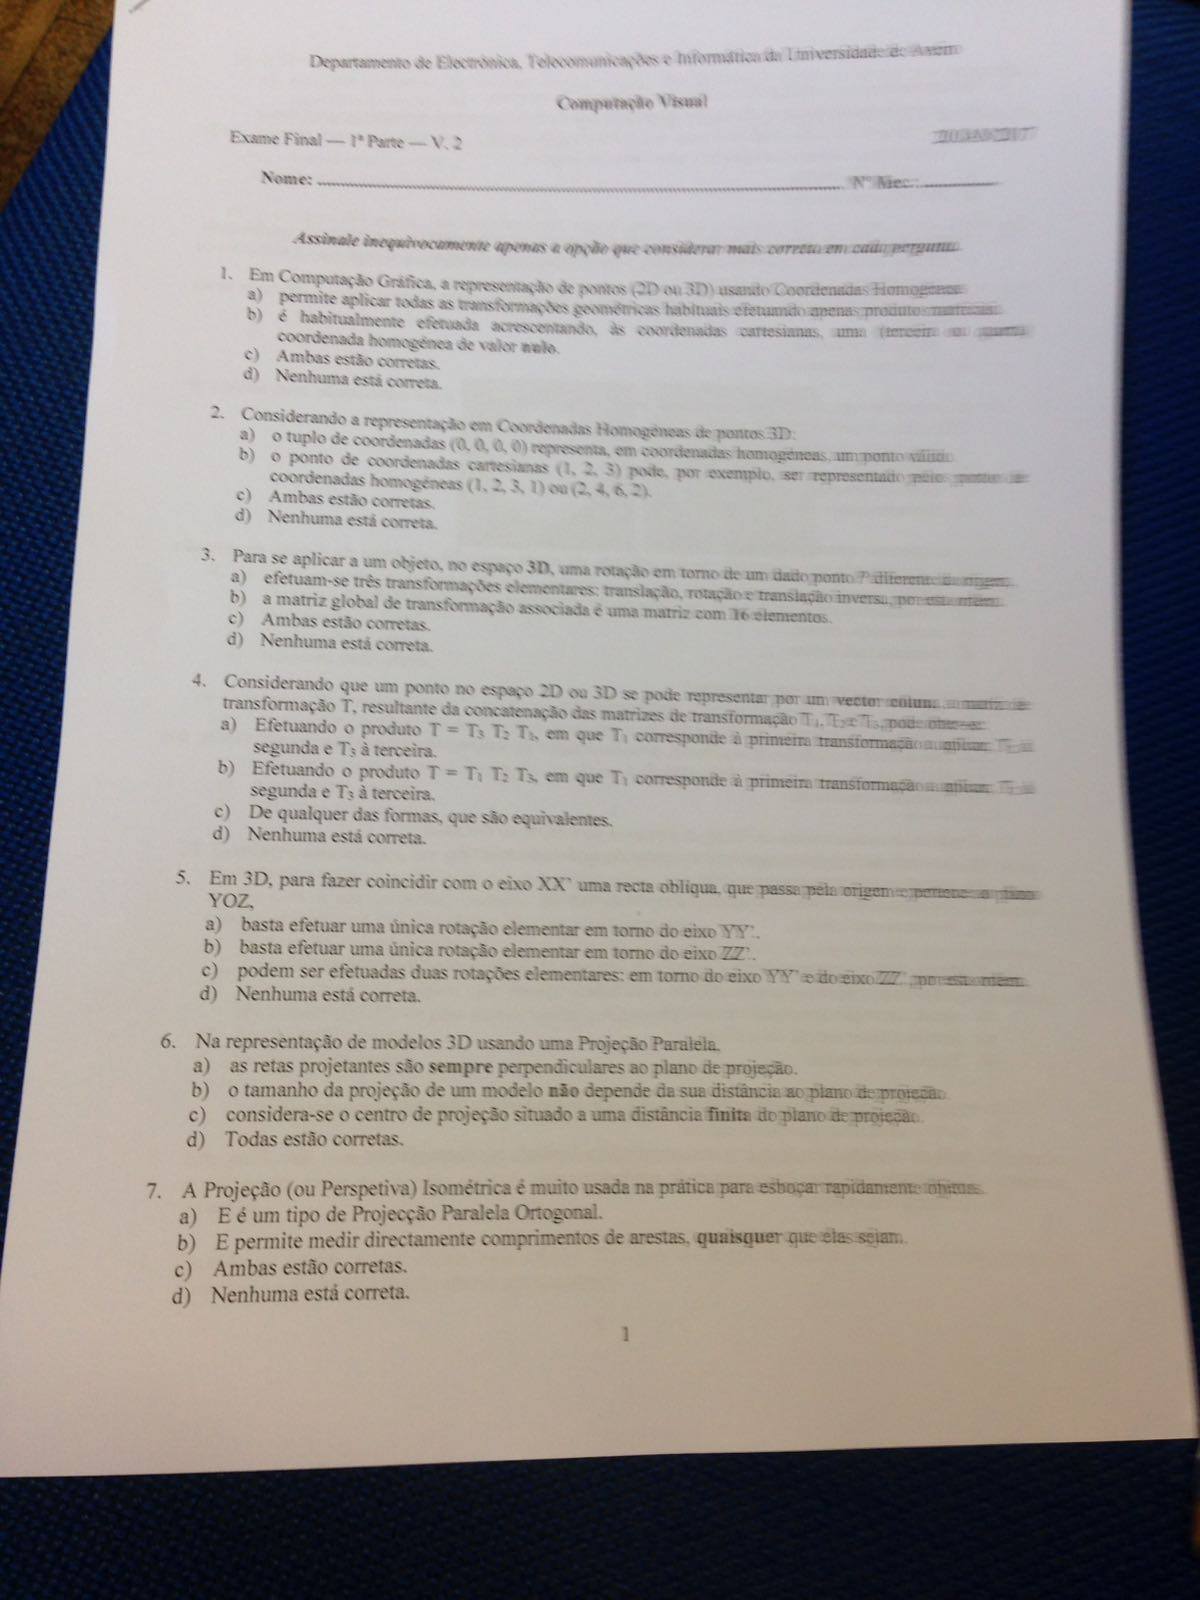 Departamento de Electrónica, Telecomunicações e Informática da Universidade de Aveiro
Computação Visual
Exame Final — 1ª Parte — V. 2
Nome: Nº Mec:
Assinale inequivocamente apenas a opção que considerar mais correta em cada pergunta.
1. Em Computação Gráfica, a representação de pontos (2D ou 3D) usando Coordenadas Homogéneas
a) permite aplicar todas as transformações geométricas habituais efetuando apenas produtos matriciais.
b) é habitualmente efetuada acrescentando, às coordenadas cartesianas, uma (terceira ou quarta)
coordenada homogénea de valor nulo.
c) Ambas estão corretas.
d) Nenhuma está correta.
2. Considerando a representação em Coordenadas Homogéneas de pontos 3D:
a) o tuplo de coordenadas (0, 0, 0, 0) representa, em coordenadas homogéneas, um ponto válido.
b) o ponto de coordenadas cartesianas (1, 2, 3) pode, por exemplo, ser representado pelos pontos de
coordenadas homogéneas (1, 2, 3, 1) ou (2, 4, 6, 2).
c) Ambas estão corretas.
d) Nenhuma está correta.
3. Para se aplicar a um objeto, no espaço 3D, uma rotação em torno de um dado ponto P diferente da origem,
a) efetuam-se três transformações elementares: translação, rotação e translação inversa, por esta ordem.
b) a matriz global de transformação associada é uma matriz com 16 elementos.
c) Ambas estão corretas.
d) Nenhuma está correta.
4. Considerando que um ponto no espaço 2D ou 3D se pode representar por um vector coluna, a matriz de
transformação T, resultante da concatenação das matrizes de transformação T₁, T₂ e T₃, pode obter-se:
a) Efetuando o produto T = T₃ T₂ T₁, em que T₁ corresponde à primeira transformação a aplicar, T₂ à
segunda e T₃ à terceira.
b) Efetuando o produto T = T₁ T₂ T₃, em que T₁ corresponde à primeira transformação a aplicar, T₂ à
segunda e T₃ à terceira.
c) De qualquer das formas, que são equivalentes.
d) Nenhuma está correta.
5. Em 3D, para fazer coincidir com o eixo XX' uma recta oblíqua, que passa pela origem e pertence ao plano
YOZ,
a) basta efetuar uma única rotação elementar em torno do eixo YY'.
b) basta efetuar uma única rotação elementar em torno do eixo ZZ'.
c) podem ser efetuadas duas rotações elementares: em torno do eixo YY' e do eixo ZZ', por esta ordem.
d) Nenhuma está correta.
6. Na representação de modelos 3D usando uma Projeção Paralela,
a) as retas projetantes são sempre perpendiculares ao plano de projeção.
b) o tamanho da projeção de um modelo não depende da sua distância ao plano de projeção.
c) considera-se o centro de projeção situado a uma distância finita do plano de projeção.
d) Todas estão corretas.
7. A Projeção (ou Perspetiva) Isométrica é muito usada na prática para esboçar rapidamente objetos.
a) E é um tipo de Projecção Paralela Ortogonal.
b) E permite medir directamente comprimentos de arestas, quaisquer que elas sejam.
c) Ambas estão corretas.
d) Nenhuma está correta.
1